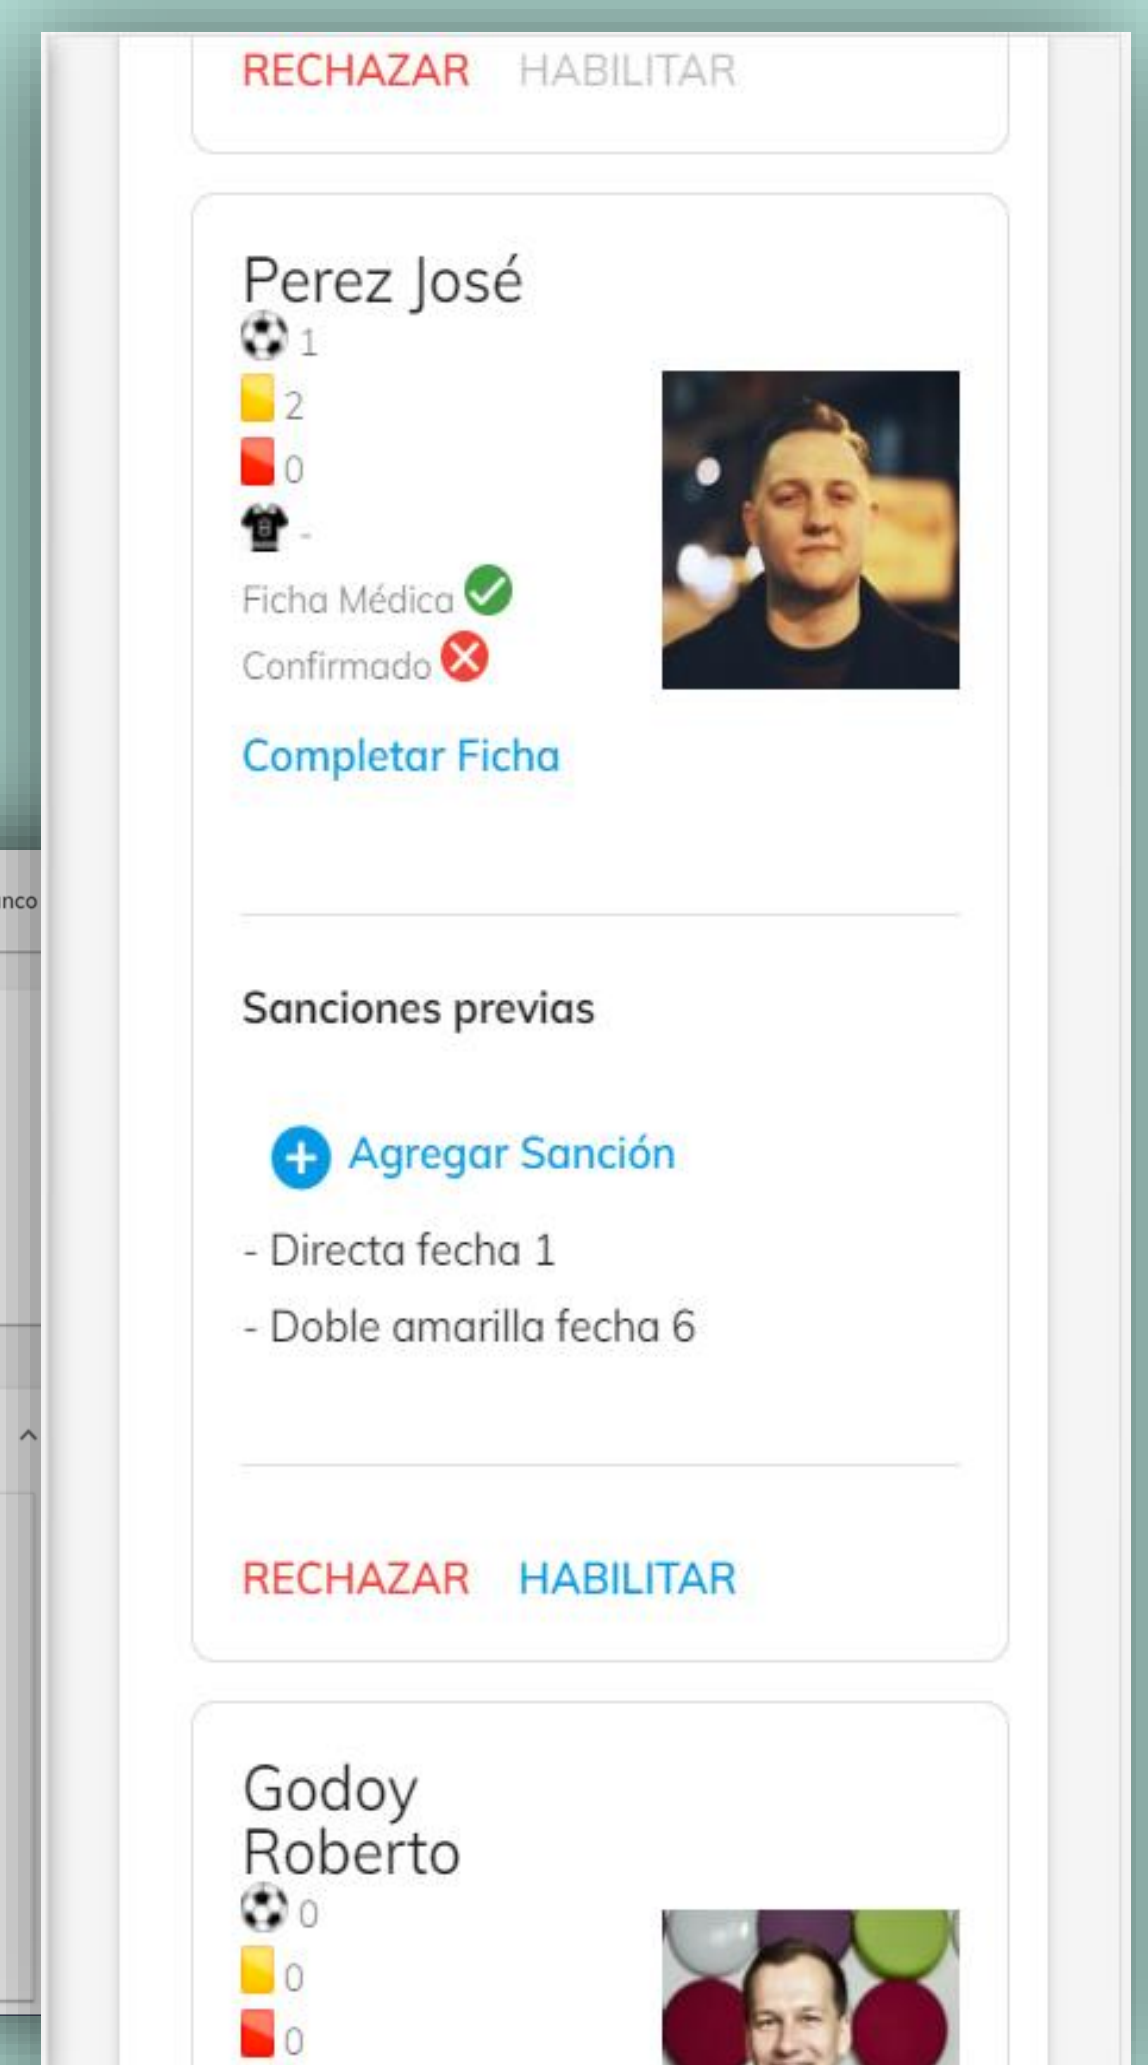 RECHAZAR HABILITAR
Perez José
1
2
0
-
Ficha Médica
Confirmado
Completar Ficha
nco
Sanciones previas
Agregar Sanción
- Directa fecha 1
- Doble amarilla fecha 6
RECHAZAR HABILITAR
Godoy
Roberto
0
0
0